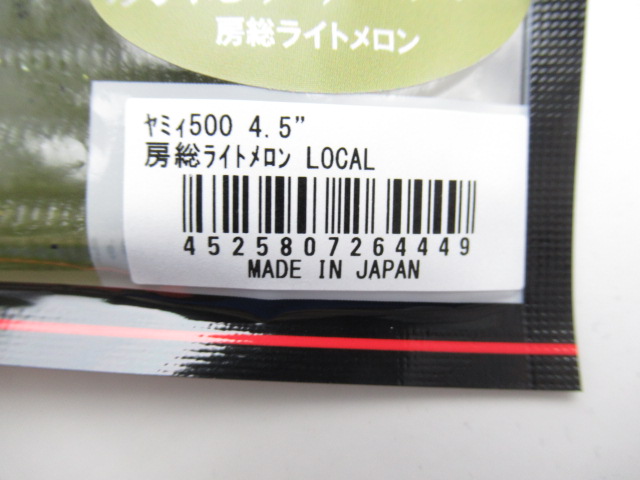 房総ライトメロン
ﾔﾐｨ500 4.5”
房総ﾗｲﾄﾒﾛﾝ LOCAL
4525807264449
MADE IN JAPAN